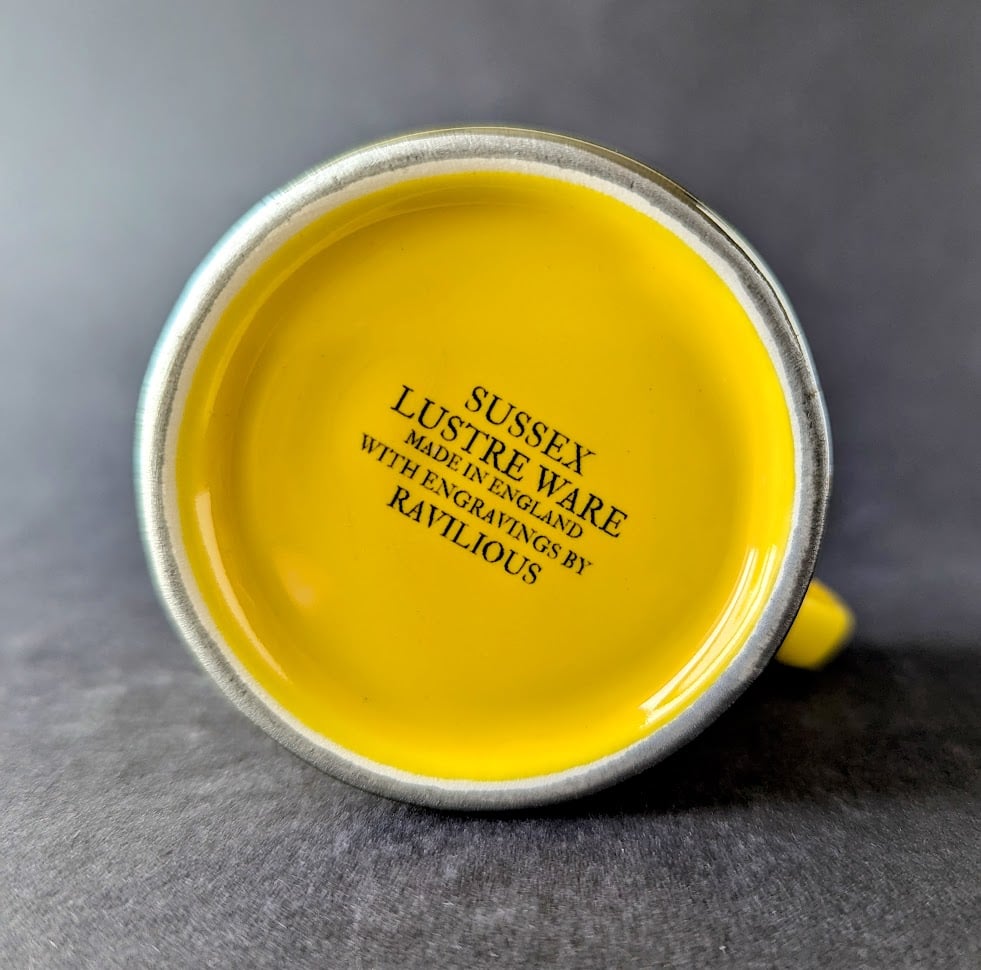 SUSSEX
LUSTRE WARE
MADE IN ENGLAND
WITH ENGRAVINGS BY
RAVILIOUS